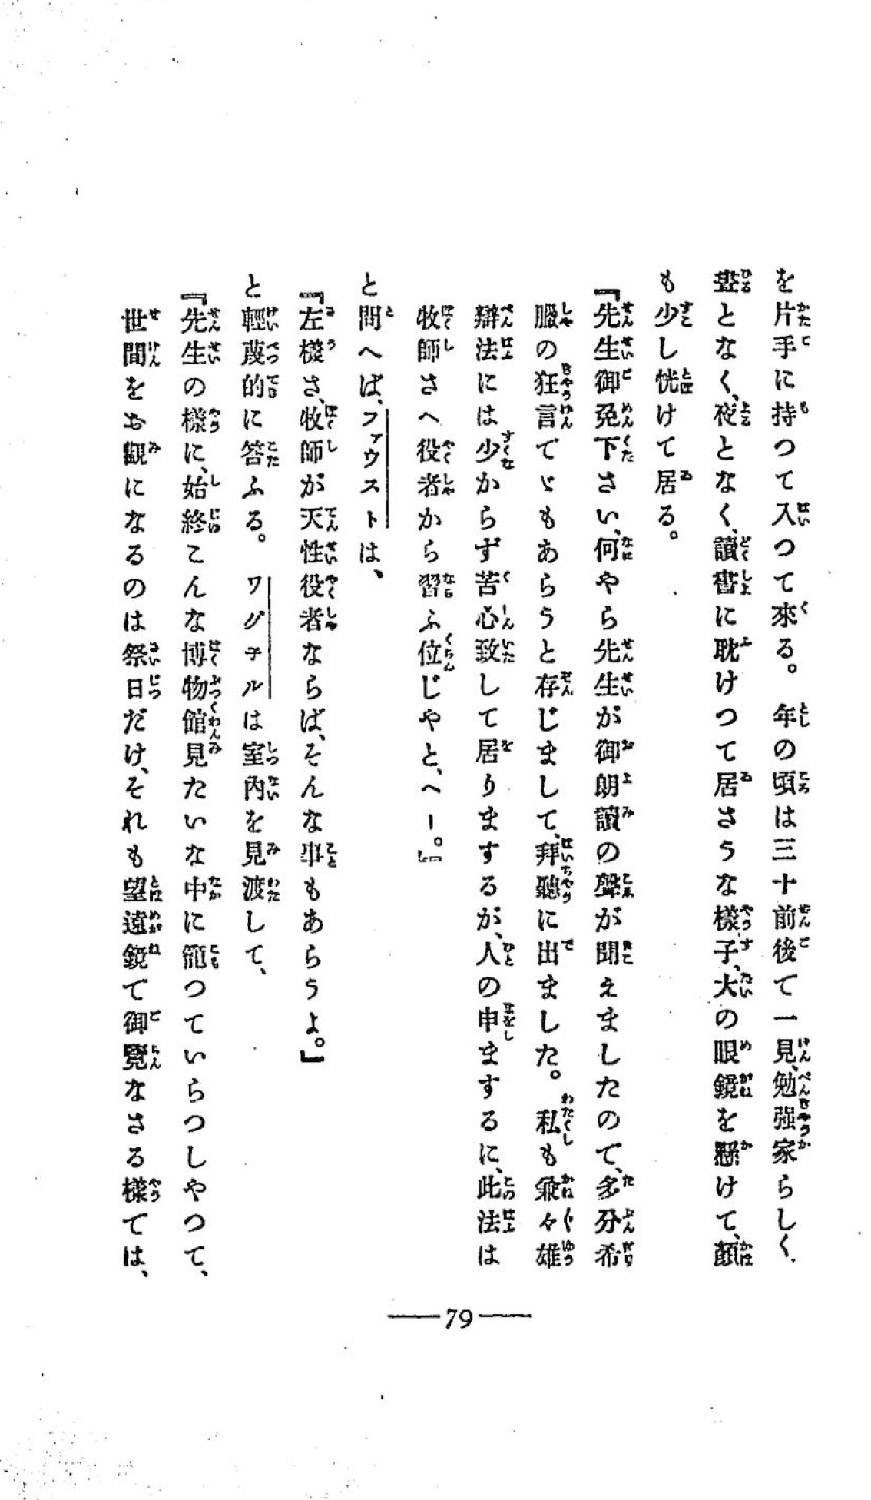 を片手に持つて入つて來る。年の頃は三十前後で一見、勉强家らしく、
晝となく、夜となく、讀書に耽けつて居さうな樣子、大の眼鏡を懸けて、顏
も少し恍けて居る。
『先生御免下さい、何やら先生が御朗讀の聲が聞えましたので、多分希
臘の狂言でゞもあらうと存じまして、拜聽に出ました。私も兼々雄
辯法には少からず苦心致して居りまするが、人の申まするに、此法は
牧師さへ役者から習ふ位じやと、へー。』
と問へば、ファウストは、
『左樣さ、牧師が天性役者ならば、そんな事もあらうよ。』
と輕蔑的に答ふる。ワグネルは室內を見渡して、
『先生の樣に、始終こんな博物館見たいな中に籠つていらつしやつて、
世間をお觀になるのは祭日だけ、それも望遠鏡で御覽なさる樣では、
79